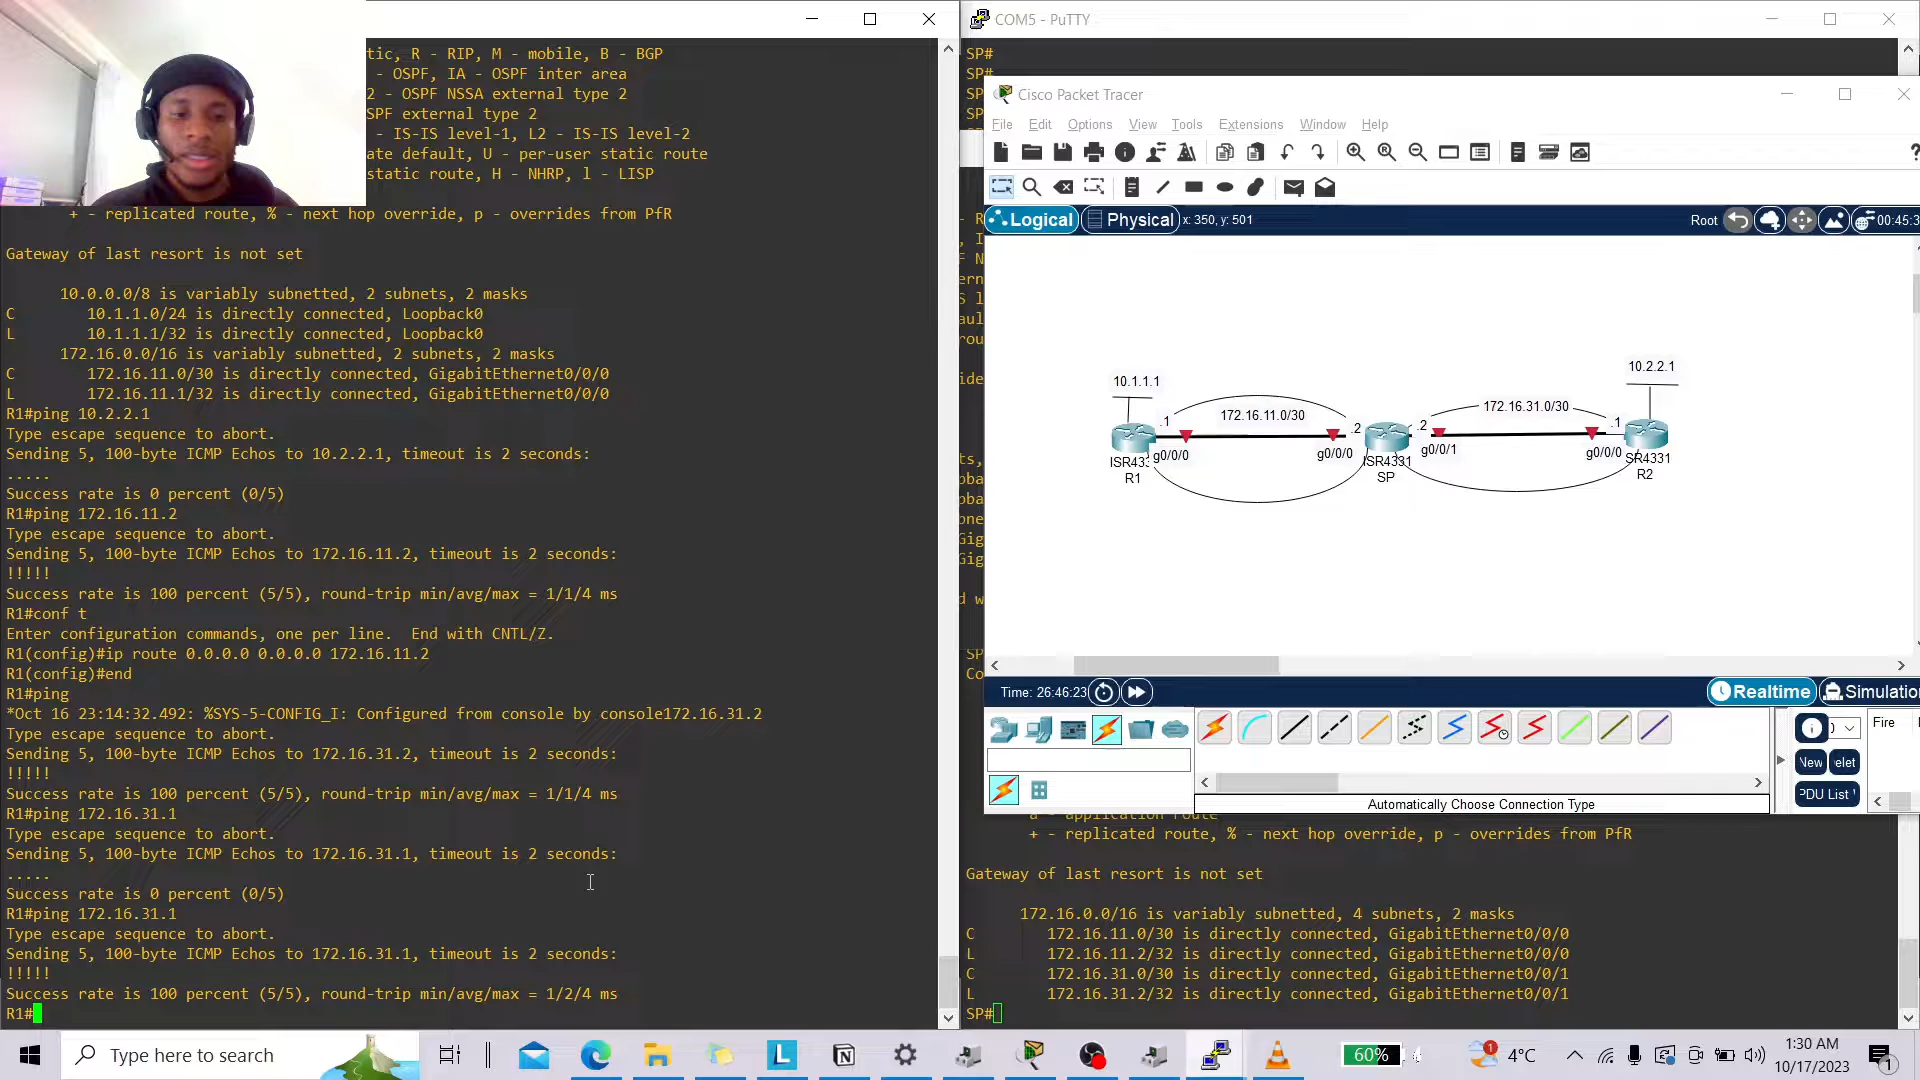 tic, R - RIP, M - mobile, B - BGP
- OSPF, IA - OSPF inter area
2 - OSPF NSSA external type 2
SPF external type 2
- IS-IS level-1, L2 - IS-IS level-2
ate default, U - per-user static route
static route, H - NHRP, l - LISP
+ - replicated route, % - next hop override, p - overrides from PfR
Gateway of last resort is not set
10.0.0.0/8 is variably subnetted, 2 subnets, 2 masks
C 10.1.1.0/24 is directly connected, Loopback0
L 10.1.1.1/32 is directly connected, Loopback0
172.16.0.0/16 is variably subnetted, 2 subnets, 2 masks
C 172.16.11.0/30 is directly connected, GigabitEthernet0/0/0
L 172.16.11.1/32 is directly connected, GigabitEthernet0/0/0
R1#ping 10.2.2.1
Type escape sequence to abort.
Sending 5, 100-byte ICMP Echos to 10.2.2.1, timeout is 2 seconds:
.....
Success rate is 0 percent (0/5)
R1#ping 172.16.11.2
Type escape sequence to abort.
Sending 5, 100-byte ICMP Echos to 172.16.11.2, timeout is 2 seconds:
!!!!!
Success rate is 100 percent (5/5), round-trip min/avg/max = 1/1/4 ms
R1#conf t
Enter configuration commands, one per line. End with CNTL/Z.
R1(config)#ip route 0.0.0.0 0.0.0.0 172.16.11.2
R1(config)#end
R1#ping
*Oct 16 23:14:32.492: %SYS-5-CONFIG_I: Configured from console by console172.16.31.2
Type escape sequence to abort.
Sending 5, 100-byte ICMP Echos to 172.16.31.2, timeout is 2 seconds:
!!!!!
Success rate is 100 percent (5/5), round-trip min/avg/max = 1/1/4 ms
R1#ping 172.16.31.1
Type escape sequence to abort.
Sending 5, 100-byte ICMP Echos to 172.16.31.1, timeout is 2 seconds:
.....
Success rate is 0 percent (0/5)
R1#ping 172.16.31.1
Type escape sequence to abort.
Sending 5, 100-byte ICMP Echos to 172.16.31.1, timeout is 2 seconds:
!!!!!
Success rate is 100 percent (5/5), round-trip min/avg/max = 1/2/4 ms
R1#
COM5 - PuTTY
SP#
SP#
SP
SP
Cisco Packet Tracer
File Edit Options View Tools Extensions Window Help
Logical Physical x: 350, y: 501 Root 00:45:3
10.1.1.1
10.2.2.1
.1 172.16.11.0/30 .2
.2 172.16.31.0/30 .1
g0/0/0 g0/0/0 g0/0/1 g0/0/0
ISR433 ISR4331 SR4331
R1 SP R2
Time: 26:46:23 Realtime Simulatio
Fire
New elet
PDU List
Automatically Choose Connection Type
a - application route
+ - replicated route, % - next hop override, p - overrides from PfR
Gateway of last resort is not set
172.16.0.0/16 is variably subnetted, 4 subnets, 2 masks
C 172.16.11.0/30 is directly connected, GigabitEthernet0/0/0
L 172.16.11.2/32 is directly connected, GigabitEthernet0/0/0
C 172.16.31.0/30 is directly connected, GigabitEthernet0/0/1
L 172.16.31.2/32 is directly connected, GigabitEthernet0/0/1
SP#
Type here to search
60%
1
4°C
1:30 AM
10/17/2023
1